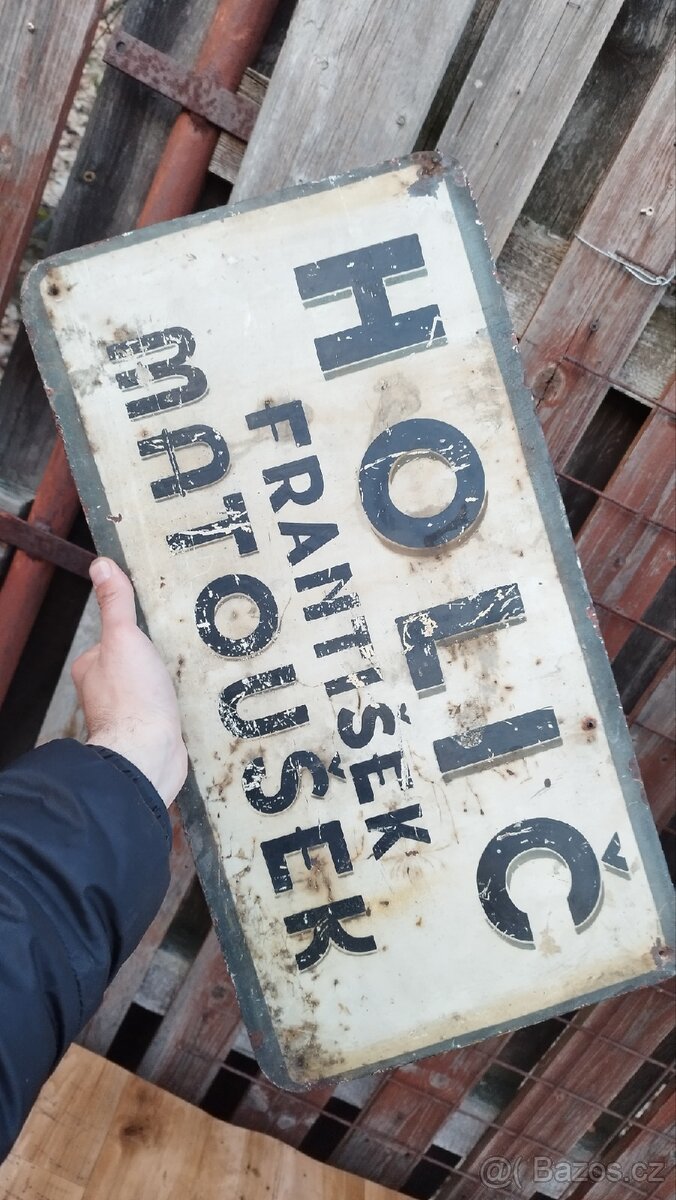 HOLIČ
FRANTIŠEK
MATOUŠEK
@( Bazos.cz